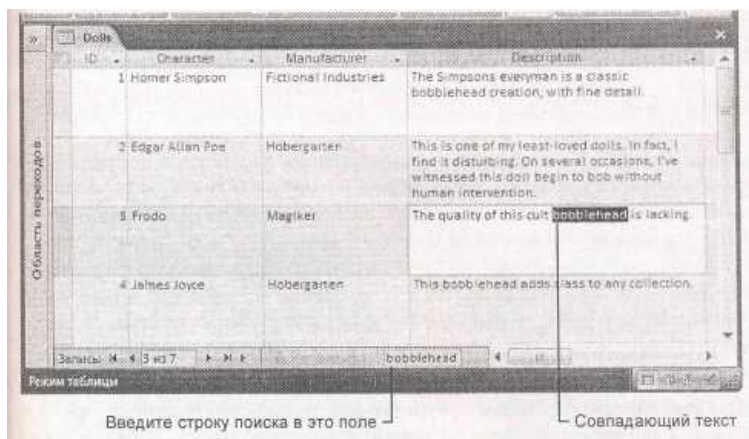 Dolls
ID Character Manufacturer Description
1 Homer Simpson Fictional Industries The Simpsons everyman is a classic
bobblehead creation, with fine detail.
2 Edgar Allan Poe Hobergarten This is one of my least-loved dolls. In fact, I
find it disturbing. On several occasions, I've
witnessed this doll begin to bob without
human intervention.
3 Frodo Magiker The quality of this cult bobblehead is lacking
4 James Joyce Hobergarten This bobblehead adds class to any collection.
Область переходов
Записи: 3 из 7 bobblehead
Режим таблицы
Введите строку поиска в это поле
Совпадающий текст